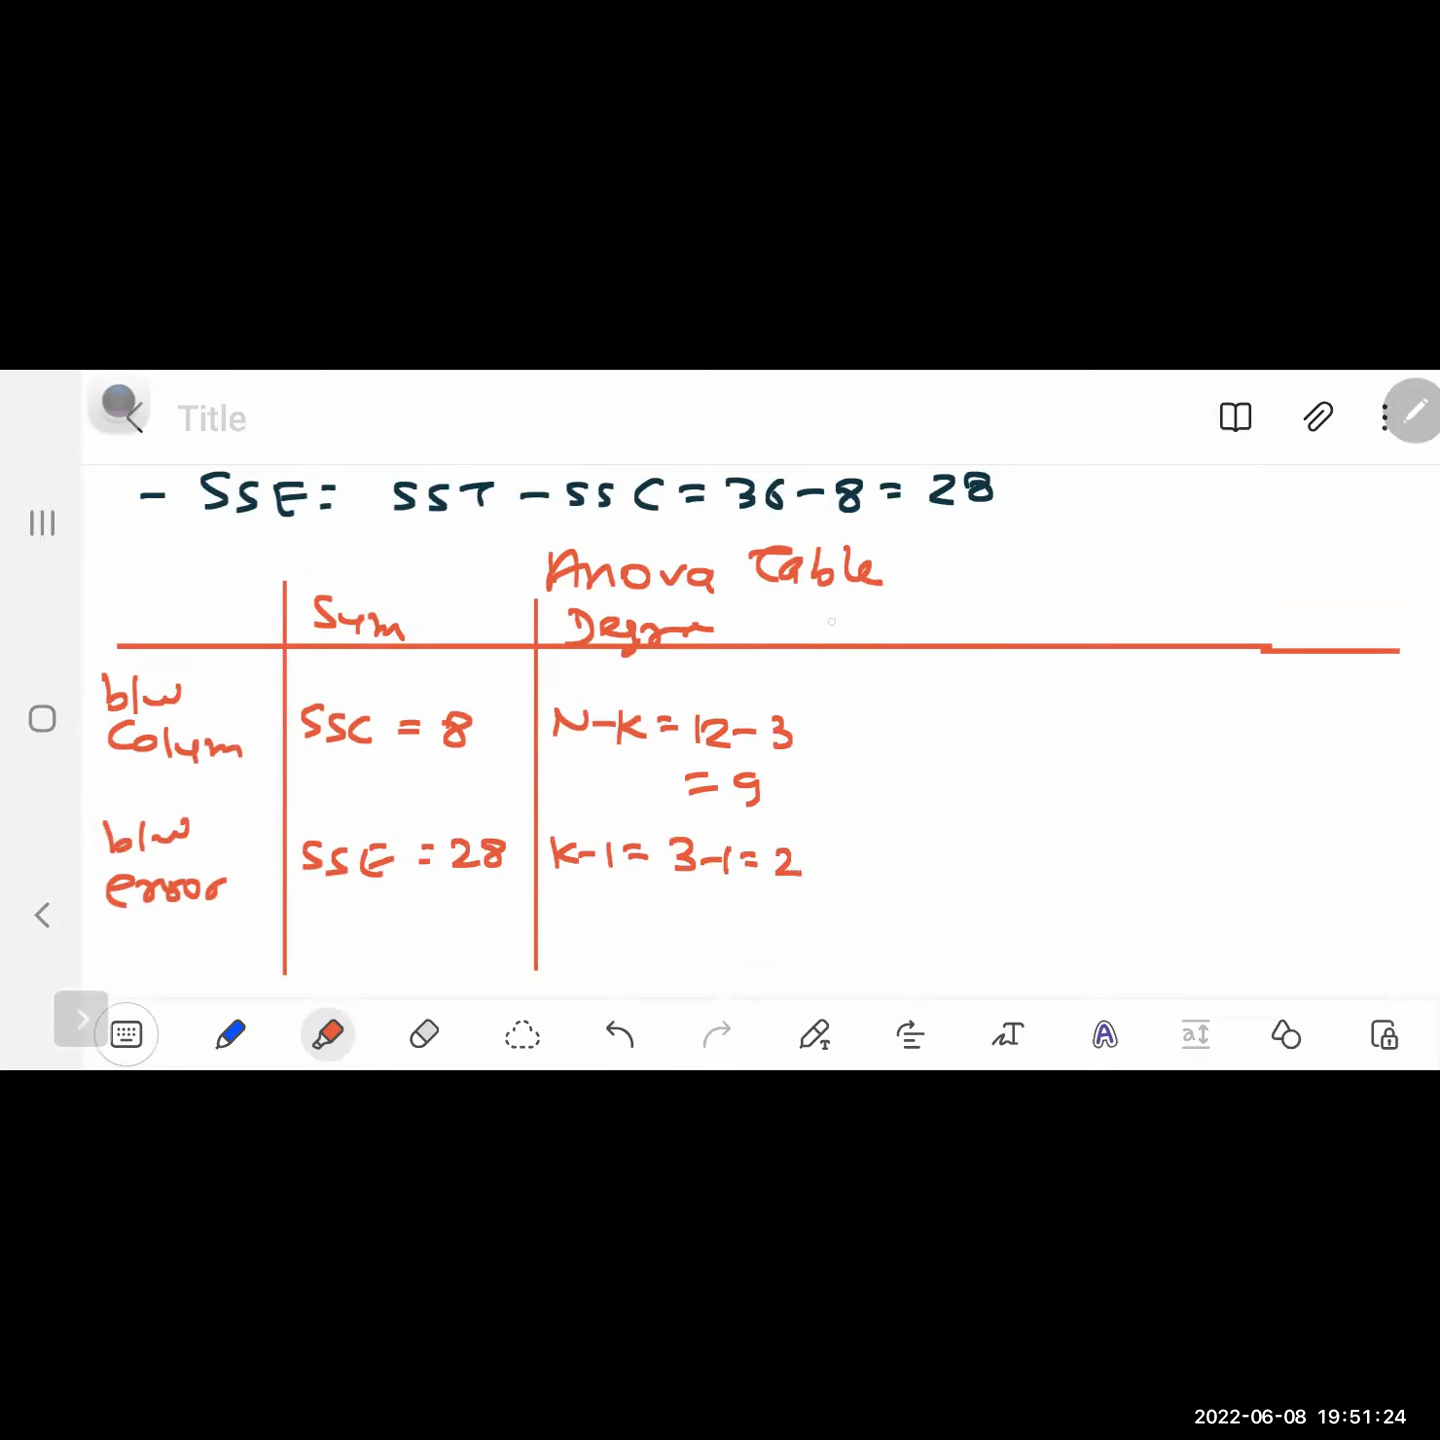 Title
- SSE = SST - SSC = 36 - 8 = 28
Anova Table
Sum Degree
b/w Column SSC = 8 N-K = 12-3
= 9
b/w error SSE = 28 K-1 = 3-1 = 2
2022-06-08 19:51:24